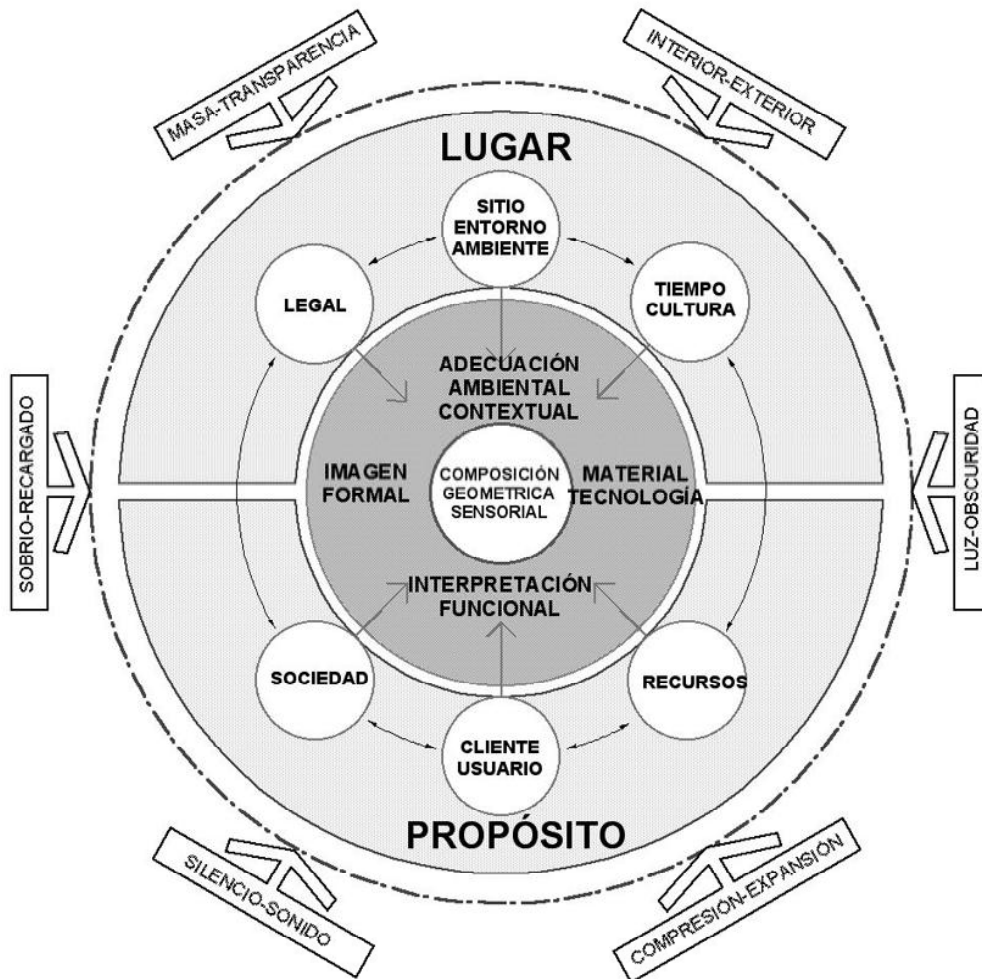 MASA-TRANSPARENCIA
INTERIOR-EXTERIOR
LUGAR
SITIO
ENTORNO
AMBIENTE
LEGAL
TIEMPO
CULTURA
ADECUACIÓN
AMBIENTAL
CONTEXTUAL
SOBRIO-RECARGADO
IMAGEN
FORMAL
COMPOSICIÓN
GEOMETRICA
SENSORIAL
MATERIAL
TECNOLOGÍA
LUZ-OBSCURIDAD
INTERPRETACIÓN
FUNCIONAL
SOCIEDAD
RECURSOS
CLIENTE
USUARIO
PROPÓSITO
SILENCIO-SONIDO
COMPRESIÓN-EXPANSIÓN